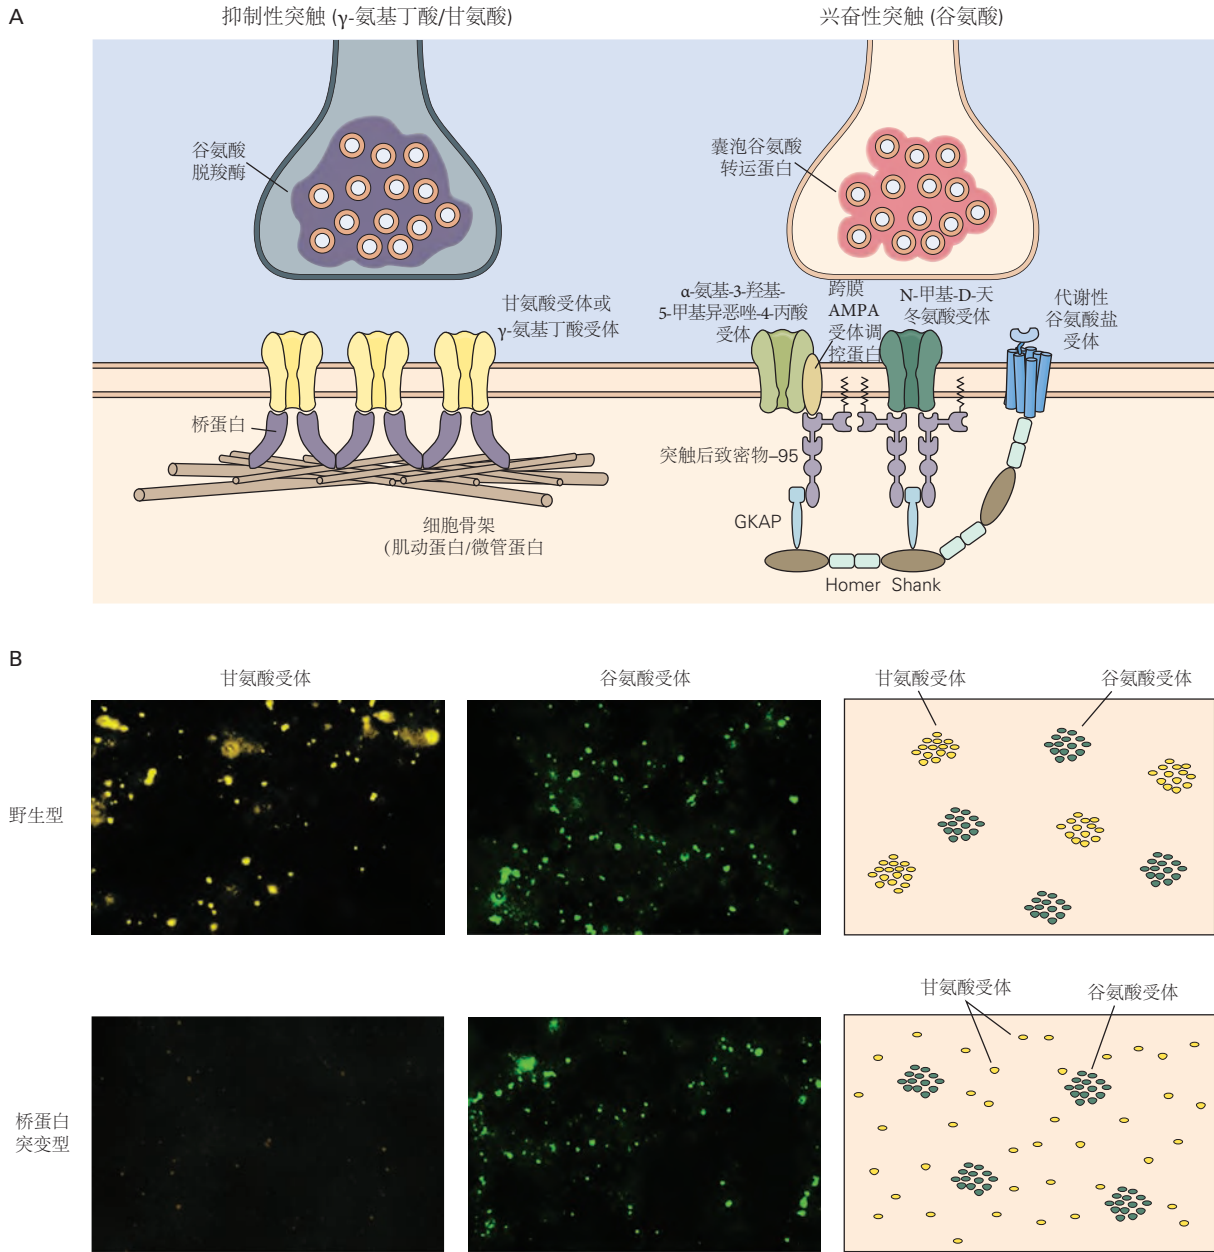 A
抑制性突触 (γ-氨基丁酸/甘氨酸)
兴奋性突触 (谷氨酸)
谷氨酸
脱羧酶
囊泡谷氨酸
转运蛋白
甘氨酸受体或
γ-氨基丁酸受体
α-氨基-3-羟基-
5-甲基异恶唑-4-丙酸
受体
跨膜
AMPA
受体调
控蛋白
N-甲基-D-天
冬氨酸受体
代谢性
谷氨酸盐
受体
桥蛋白
突触后致密物–95
GKAP
细胞骨架
(肌动蛋白/微管蛋白
Homer
Shank
B
甘氨酸受体
谷氨酸受体
甘氨酸受体
谷氨酸受体
野生型
甘氨酸受体
谷氨酸受体
桥蛋白
突变型